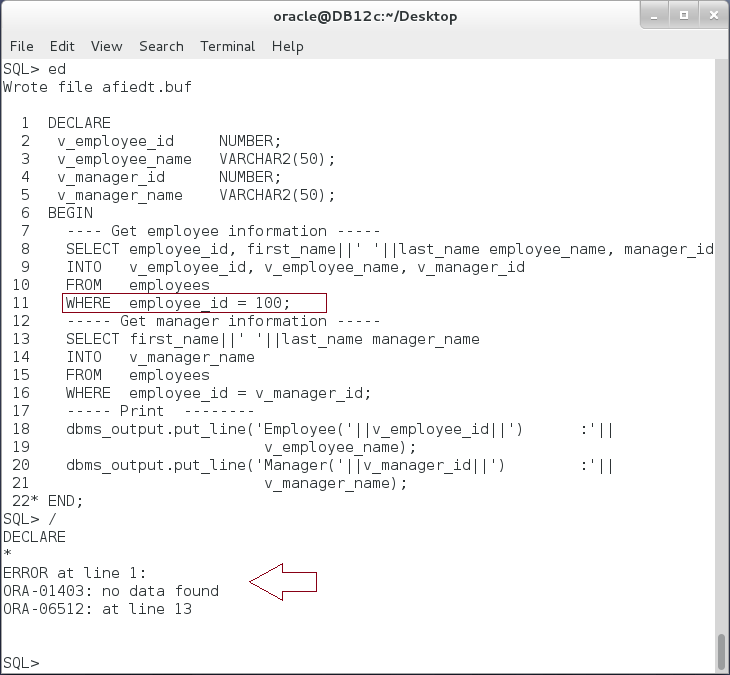 oracle@DB12c:~/Desktop
File Edit View Search Terminal Help
SQL> ed
Wrote file afiedt.buf
1 DECLARE
2 v_employee_id NUMBER;
3 v_employee_name VARCHAR2(50);
4 v_manager_id NUMBER;
5 v_manager_name VARCHAR2(50);
6 BEGIN
7 ---- Get employee information -----
8 SELECT employee_id, first_name||' '||last_name employee_name, manager_id
9 INTO v_employee_id, v_employee_name, v_manager_id
10 FROM employees
11 WHERE employee_id = 100;
12 ----- Get manager information -----
13 SELECT first_name||' '||last_name manager_name
14 INTO v_manager_name
15 FROM employees
16 WHERE employee_id = v_manager_id;
17 ----- Print --------
18 dbms_output.put_line('Employee('||v_employee_id||') :'||
19 v_employee_name);
20 dbms_output.put_line('Manager('||v_manager_id||') :'||
21 v_manager_name);
22* END;
SQL> /
DECLARE
*
ERROR at line 1:
ORA-01403: no data found
ORA-06512: at line 13
SQL>